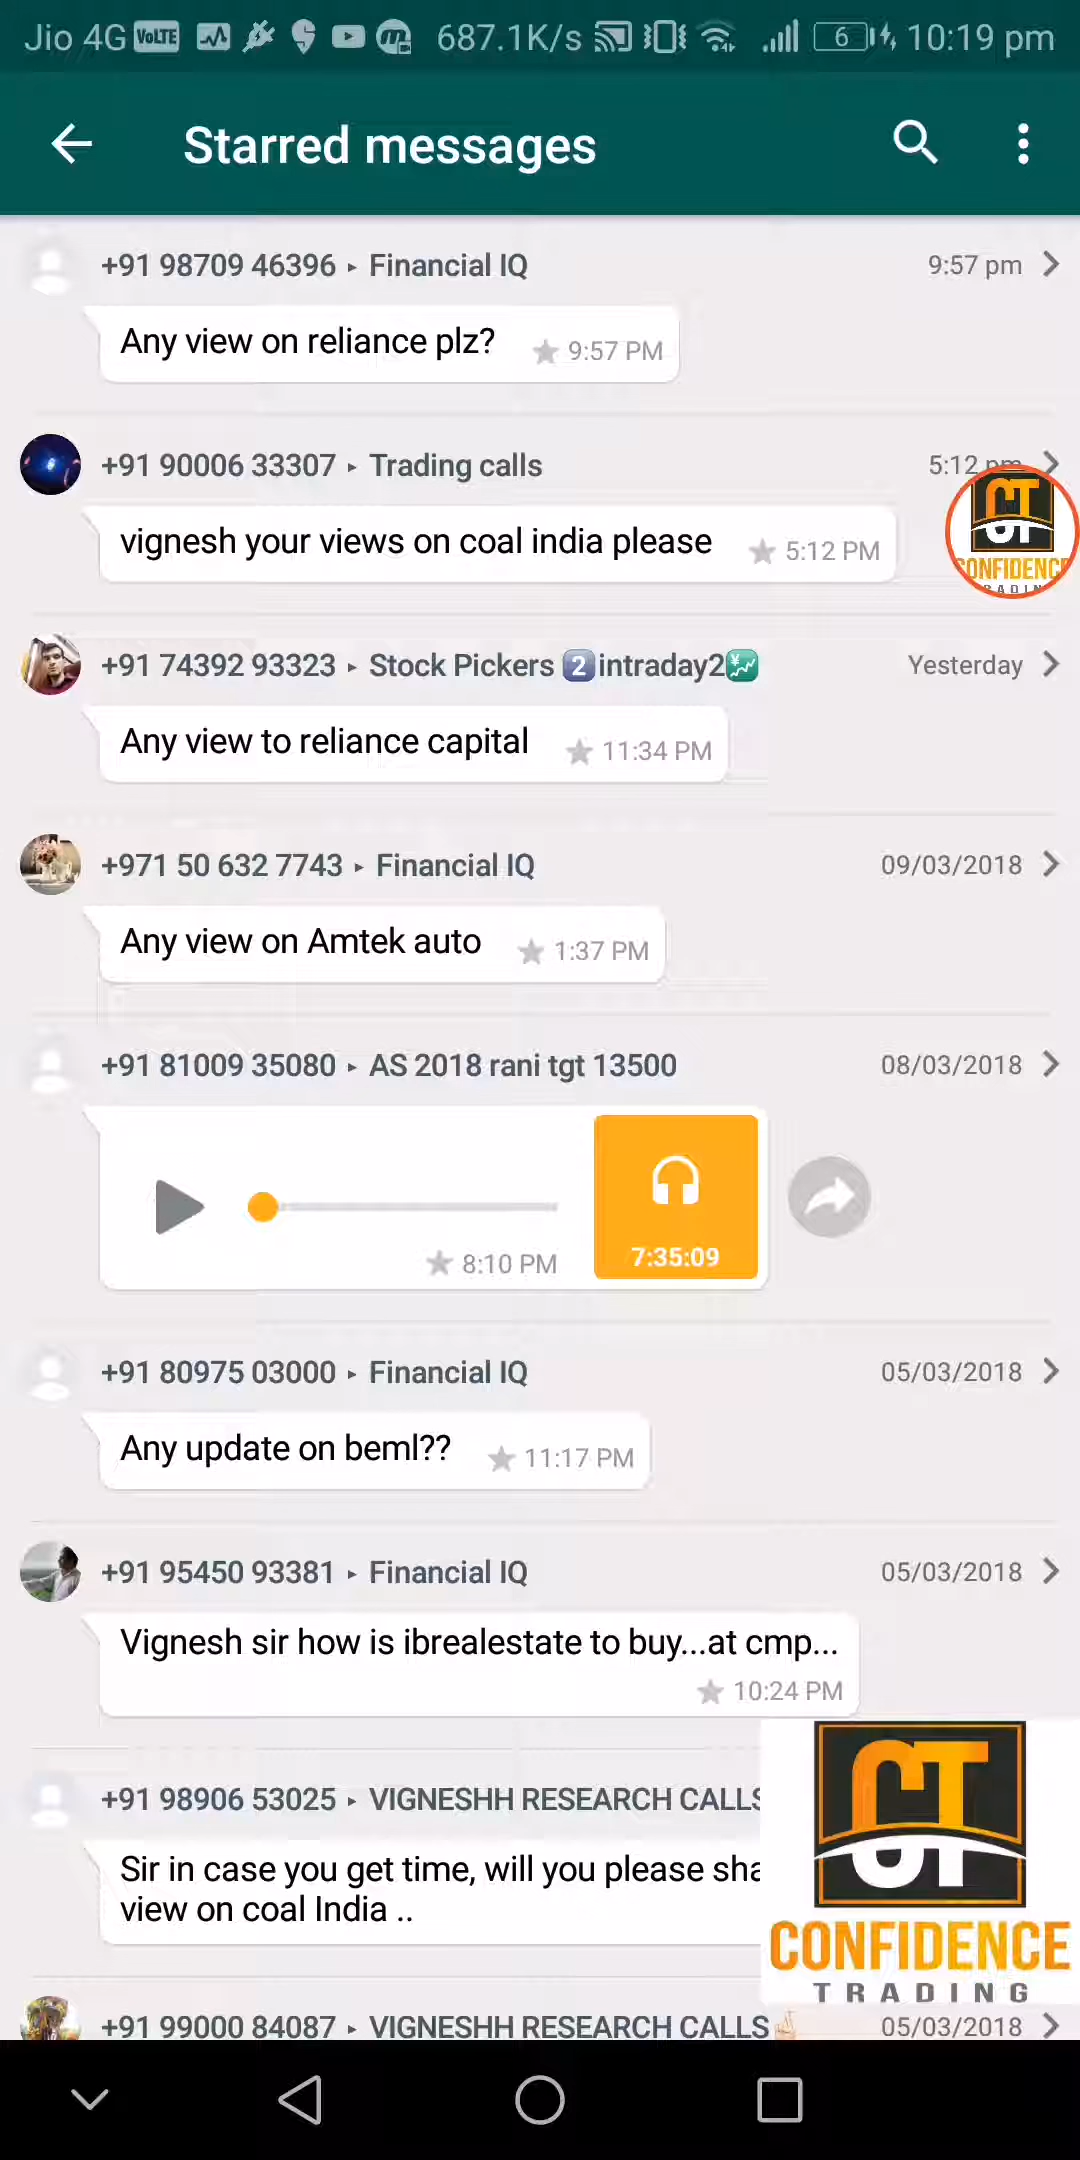 Jio 4G VoLTE 687.1K/s 6 10:19 pm
Starred messages
+91 98709 46396 ▸ Financial IQ 9:57 pm
Any view on reliance plz? 9:57 PM
+91 90006 33307 ▸ Trading calls 5:12 pm
vignesh your views on coal india please 5:12 PM
CT
CONFIDENCE
TRADIN
+91 74392 93323 ▸ Stock Pickers 2️⃣intraday2💹 Yesterday
Any view to reliance capital 11:34 PM
+971 50 632 7743 ▸ Financial IQ 09/03/2018
Any view on Amtek auto 1:37 PM
+91 81009 35080 ▸ AS 2018 rani tgt 13500 08/03/2018
8:10 PM 7:35:09
+91 80975 03000 ▸ Financial IQ 05/03/2018
Any update on beml?? 11:17 PM
+91 95450 93381 ▸ Financial IQ 05/03/2018
Vignesh sir how is ibrealestate to buy...at cmp...
10:24 PM
+91 98906 53025 ▸ VIGNESHH RESEARCH CALLS
Sir in case you get time, will you please sha
view on coal India ..
CT
CONFIDENCE
TRADING
+91 99000 84087 ▸ VIGNESHH RESEARCH CALLS 05/03/2018